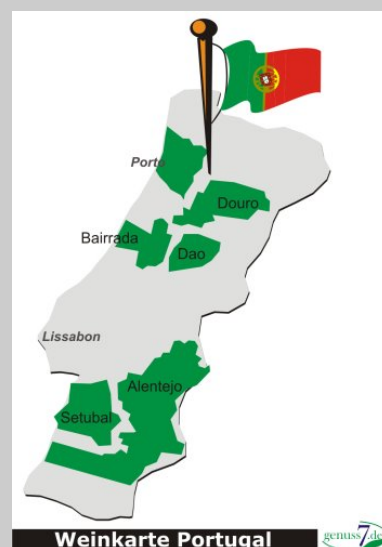 Porto
Douro
Bairrada
Dao
Lissabon
Alentejo
Setubal
Weinkarte Portugal
genuss7.de